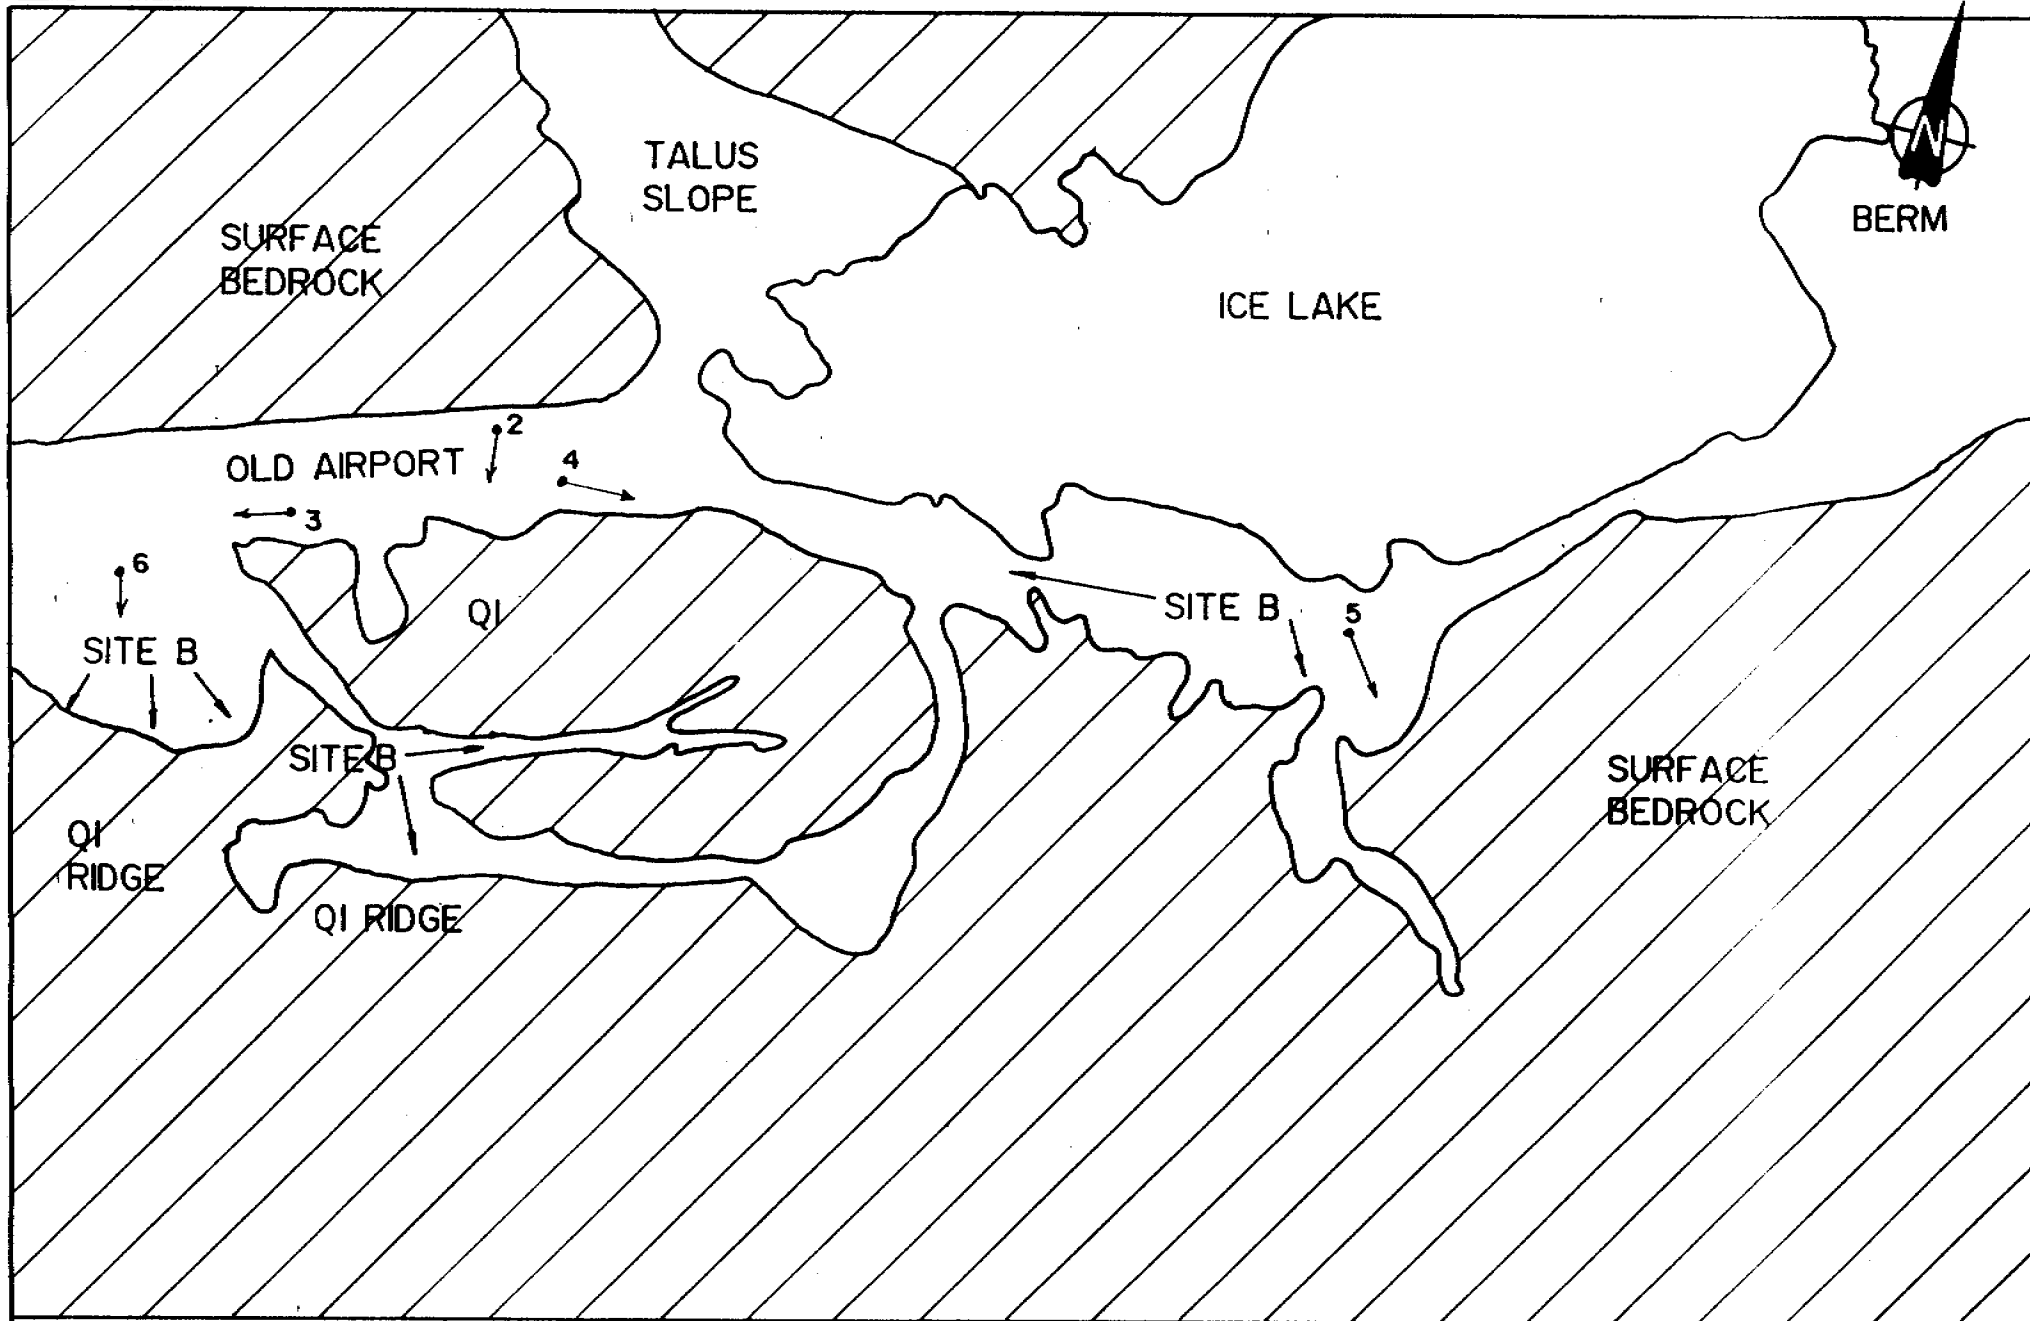 TALUS
SLOPE
N
BERM
SURFACE
BEDROCK
ICE LAKE
2
OLD AIRPORT
4
3
6
QI
SITE B
5
SITE B
SITE B
SURFACE
BEDROCK
QI
RIDGE
QI RIDGE